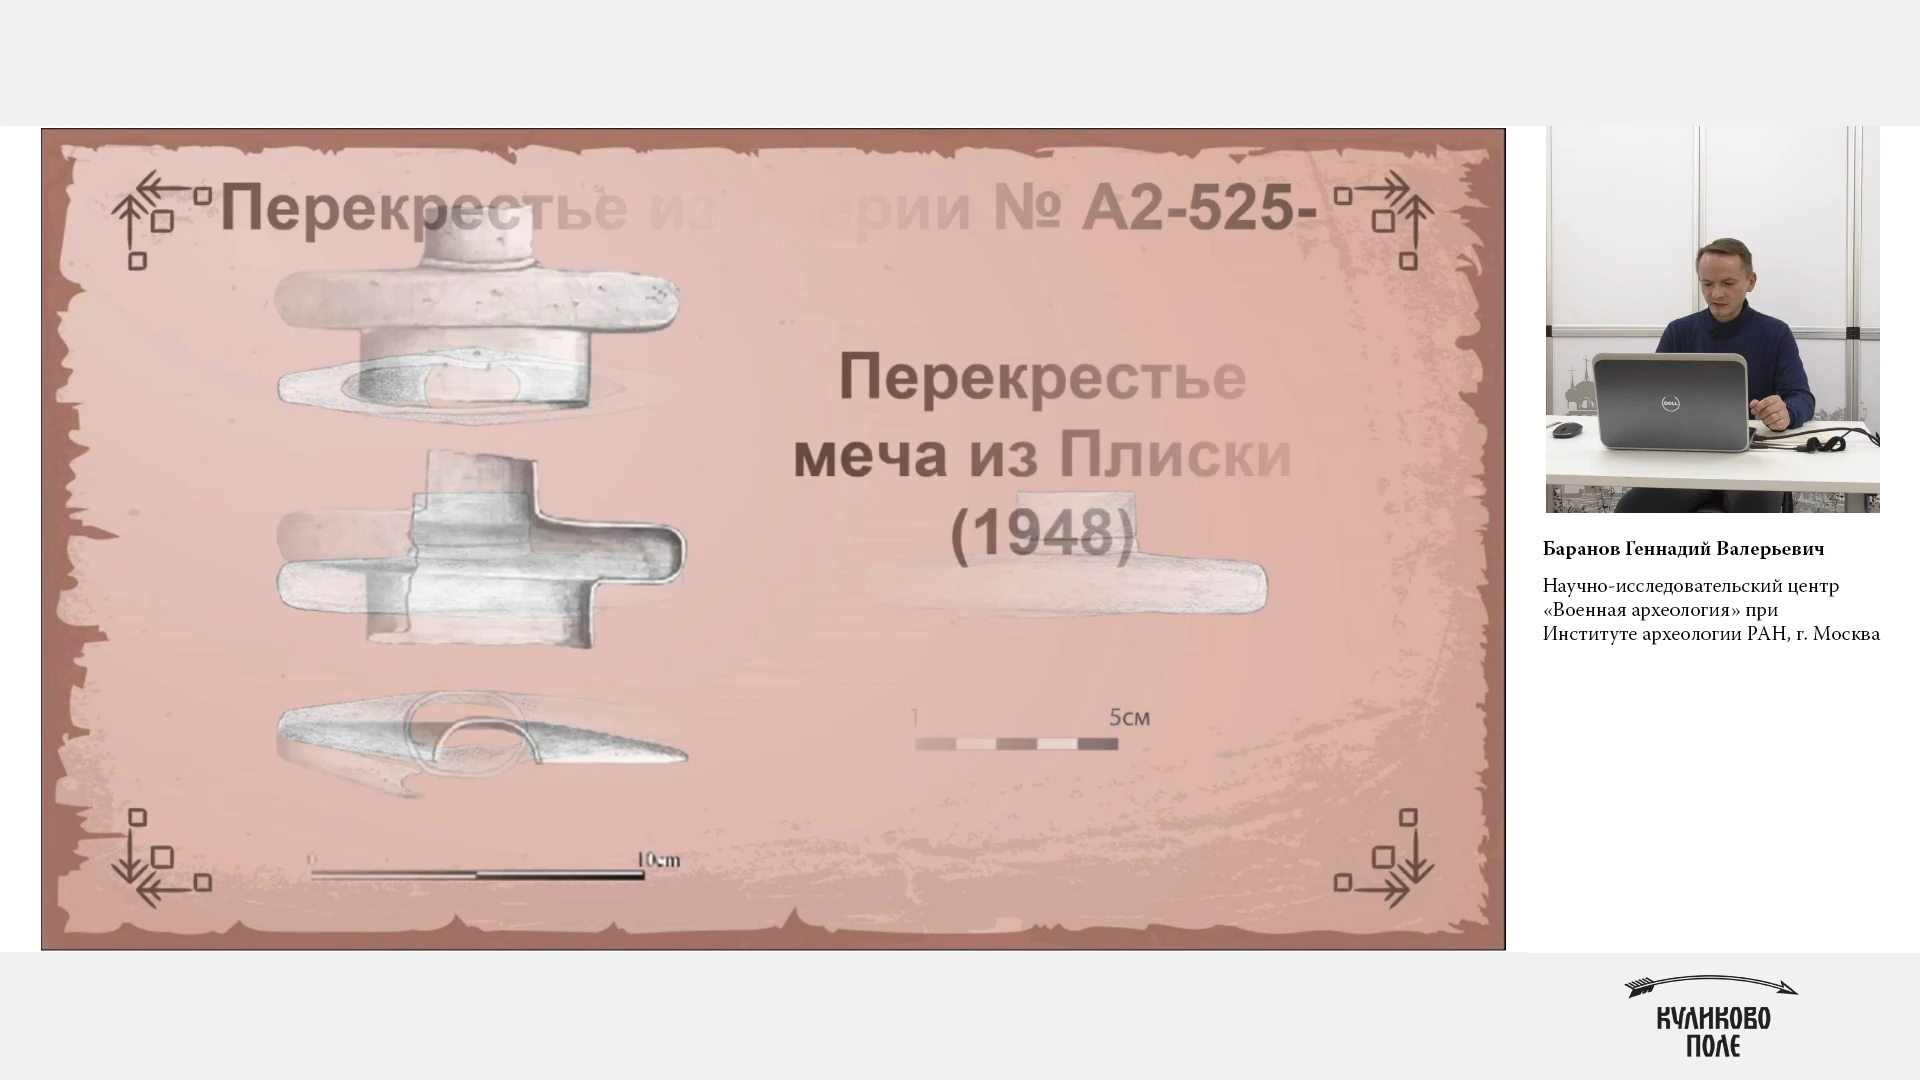 Перекрестье из рии № А2-525-
Перекрестье
меча из Плиски
(1948)
1 5см
10cm
DELL
Баранов Геннадий Валерьевич
Научно-исследовательский центр
«Военная археология» при
Институте археологии РАН, г. Москва
КУЛИКОВО
ПОЛЕ